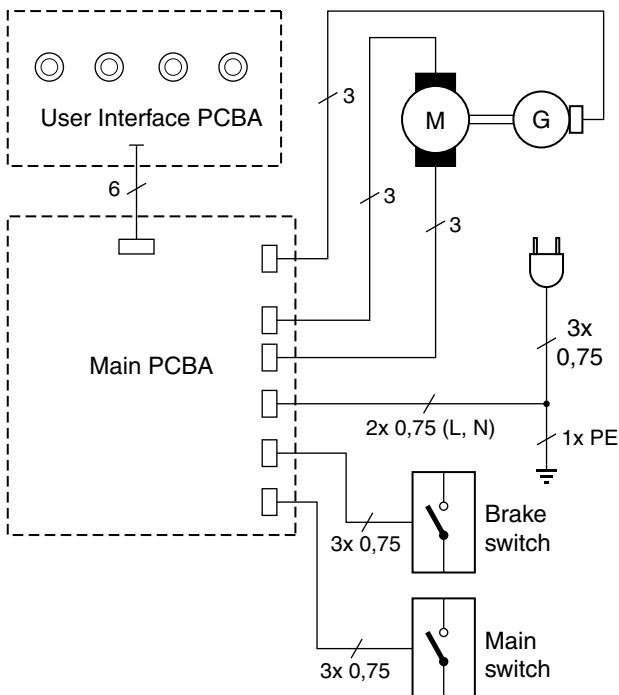 User Interface PCBA
6
3
M
G
3
3
Main PCBA
3x
0,75
2x 0,75 (L, N)
1x PE
3x 0,75
Brake
switch
3x 0,75
Main
switch